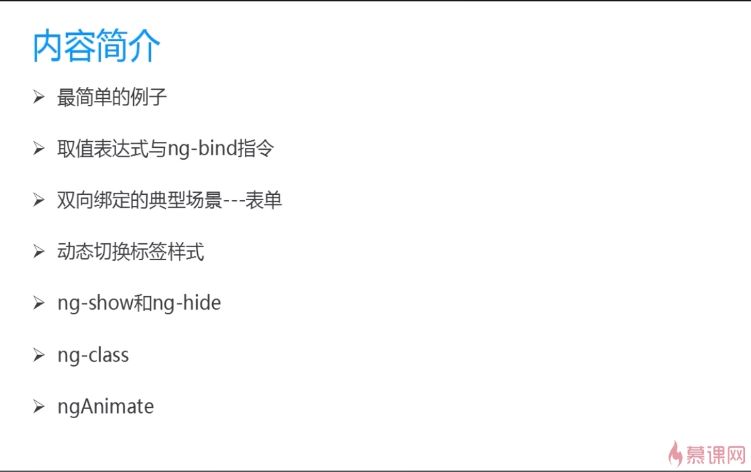 内容简介
最简单的例子
取值表达式与ng-bind指令
双向绑定的典型场景---表单
动态切换标签样式
ng-show和ng-hide
ng-class
ngAnimate
慕课网